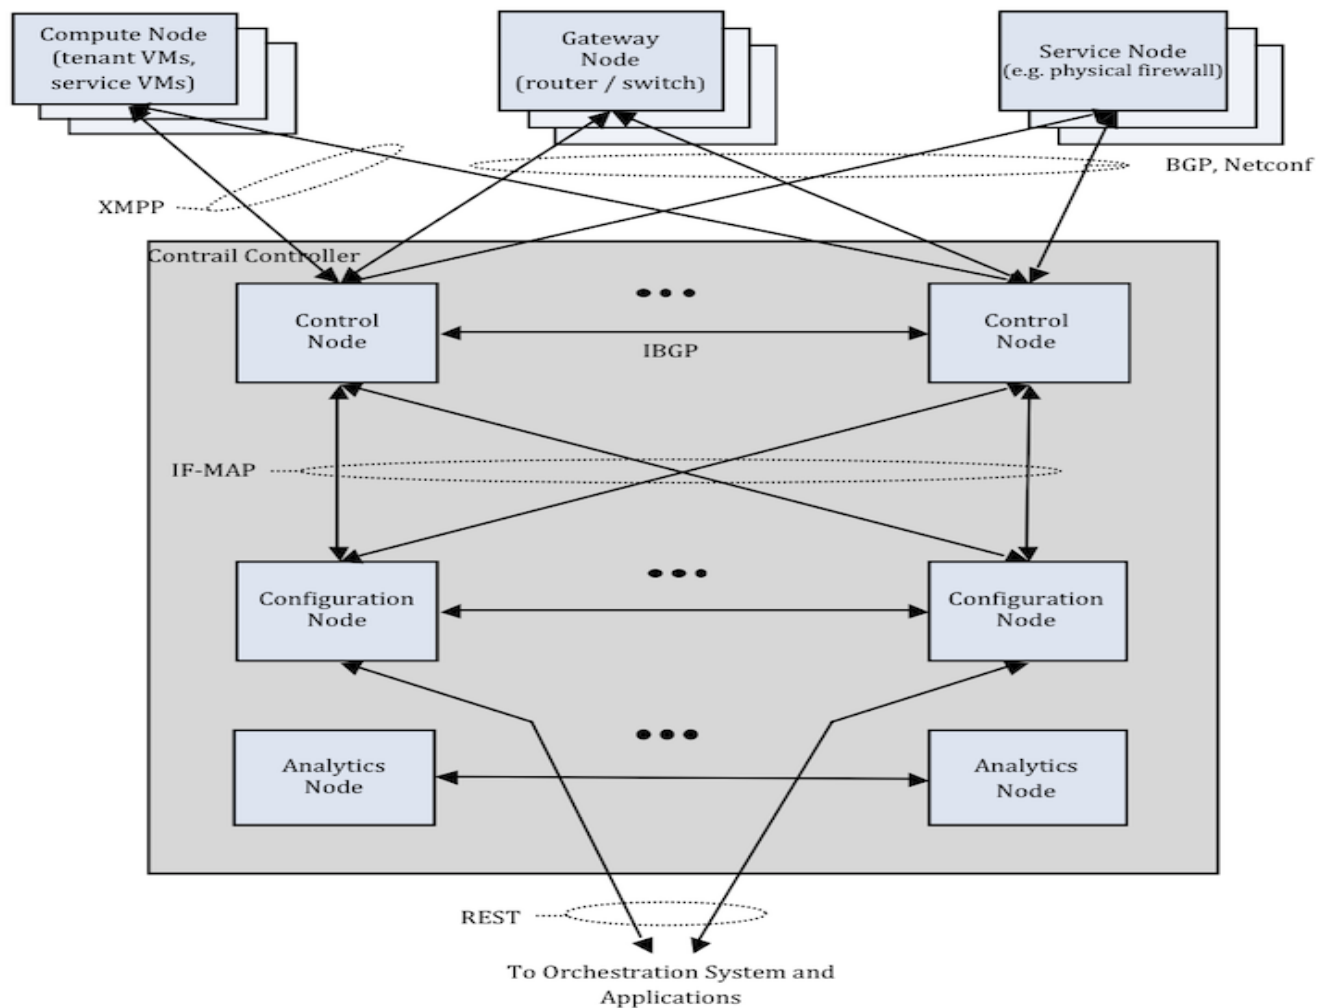 Compute Node
(tenant VMs,
service VMs)
Gateway
Node
(router / switch)
Service Node
(e.g. physical firewall)
BGP, Netconf
XMPP
Contrail Controller
Control
Node
Control
Node
IBGP
IF-MAP
Configuration
Node
Configuration
Node
Analytics
Node
Analytics
Node
REST
To Orchestration System and
Applications